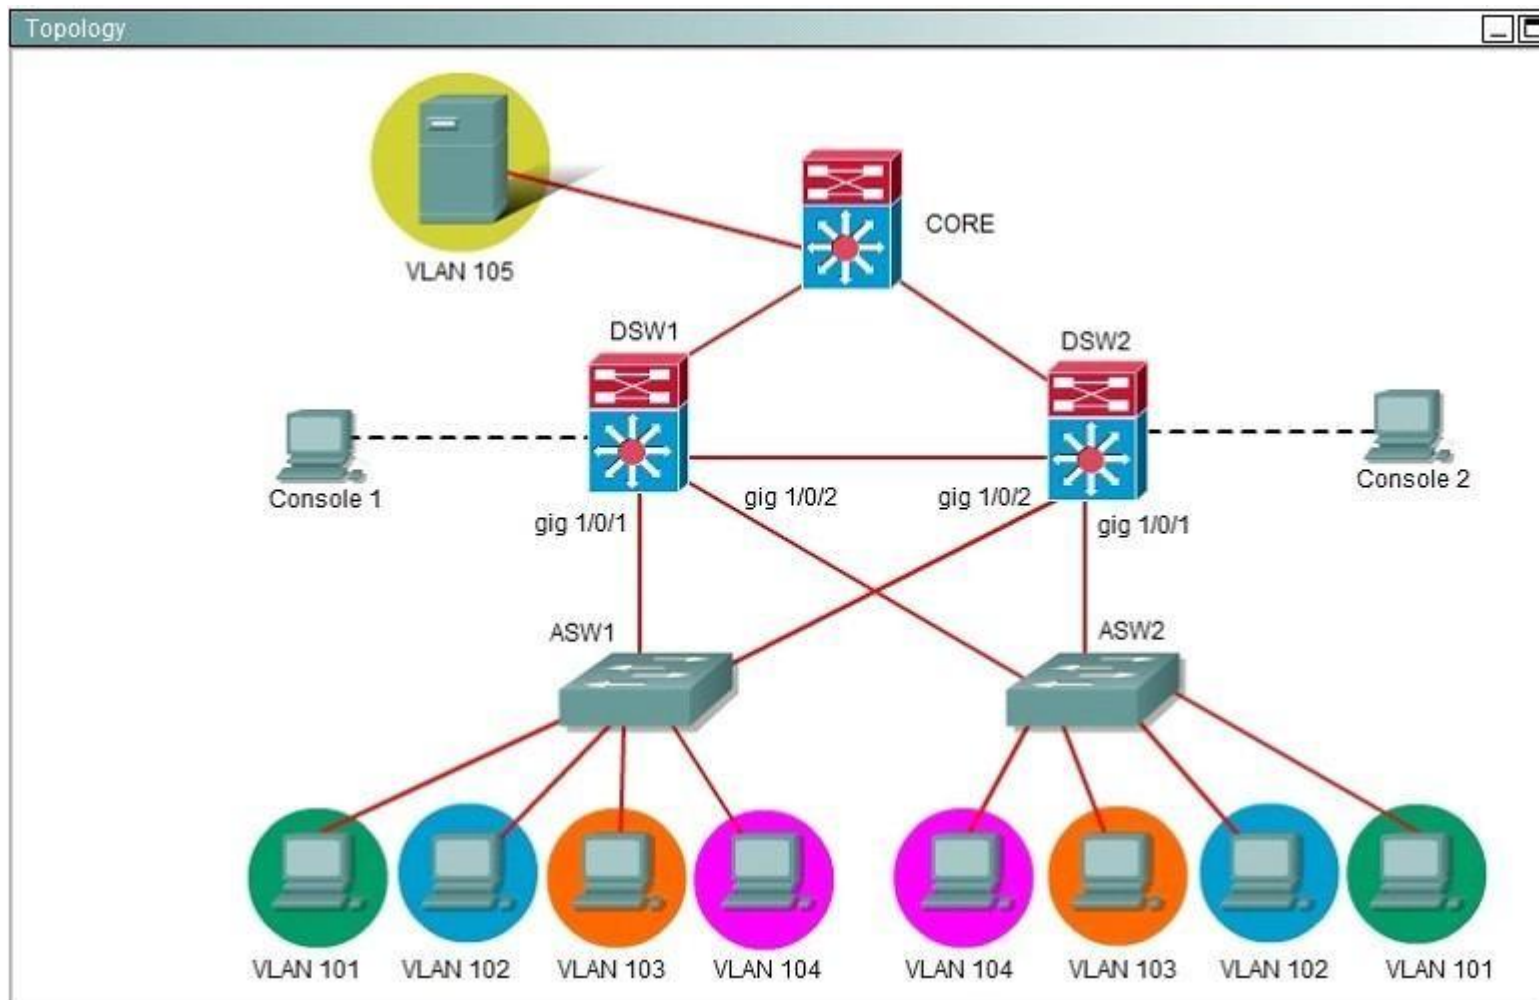 Topology
VLAN 105
CORE
DSW1
DSW2
Console 1
Console 2
gig 1/0/1
gig 1/0/2
gig 1/0/2
gig 1/0/1
ASW1
ASW2
VLAN 101
VLAN 102
VLAN 103
VLAN 104
VLAN 104
VLAN 103
VLAN 102
VLAN 101